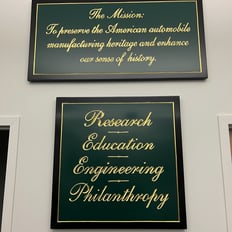 The Mission:
To preserve the American automobile
manufacturing heritage and enhance
our sense of history.
Research
Education
Engineering
Philanthropy